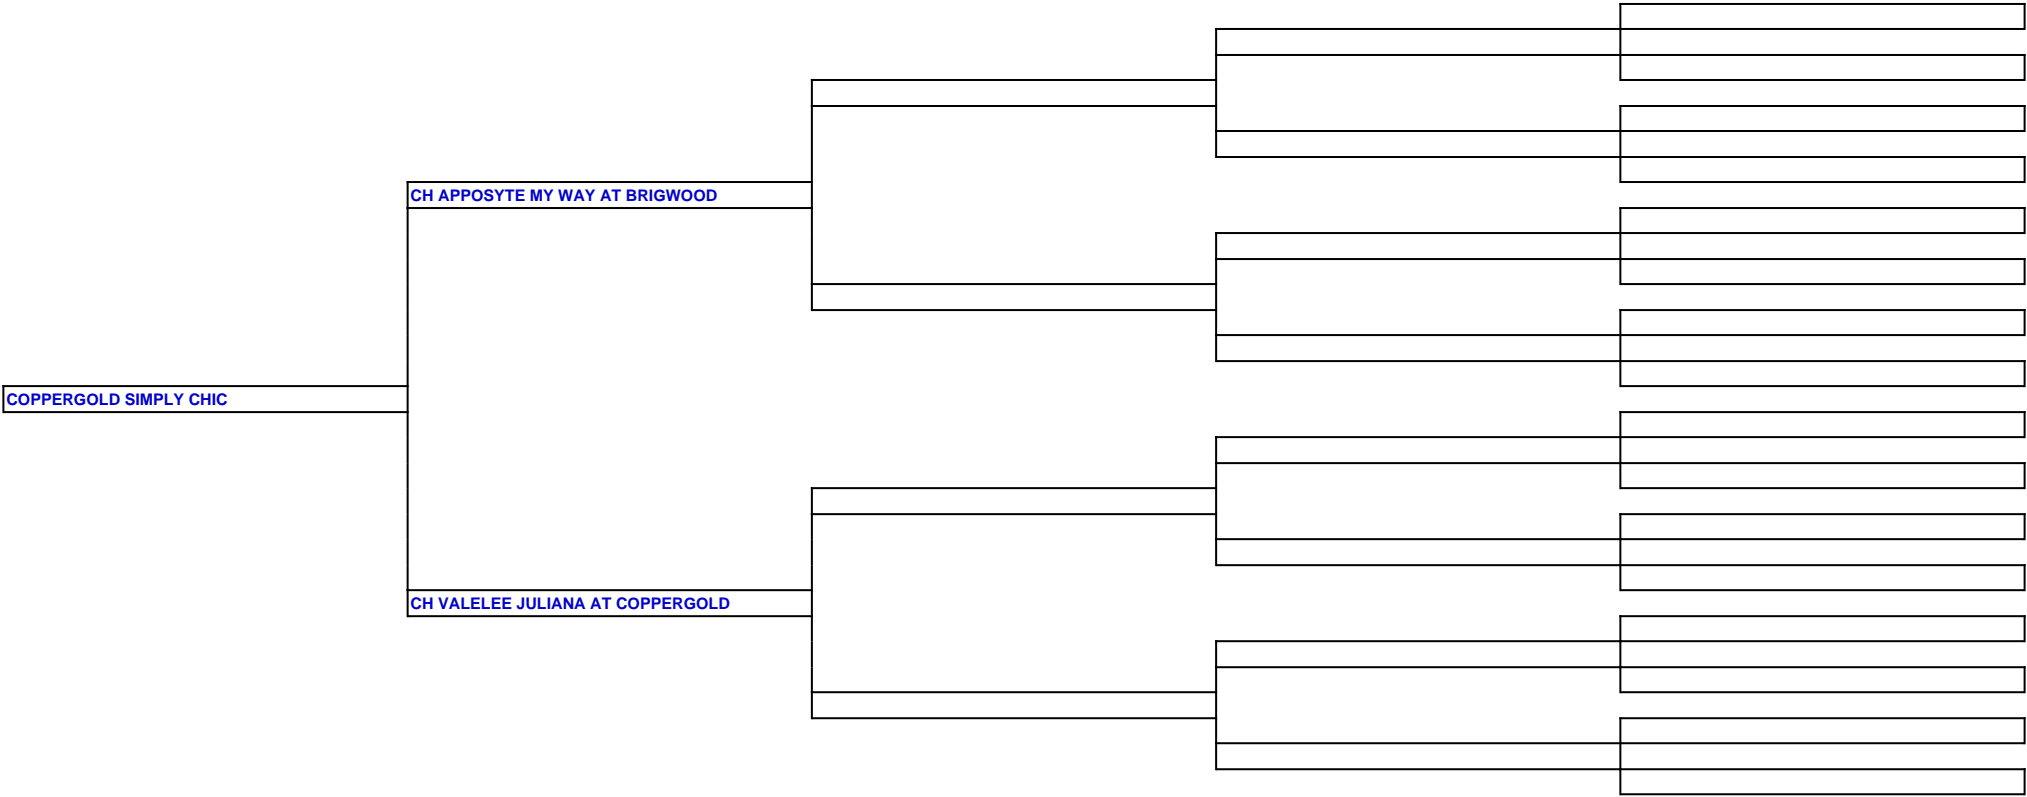 CH APPOSYTE MY WAY AT BRIGWOOD
COPPERGOLD SIMPLY CHIC
CH VALELEE JULIANA AT COPPERGOLD